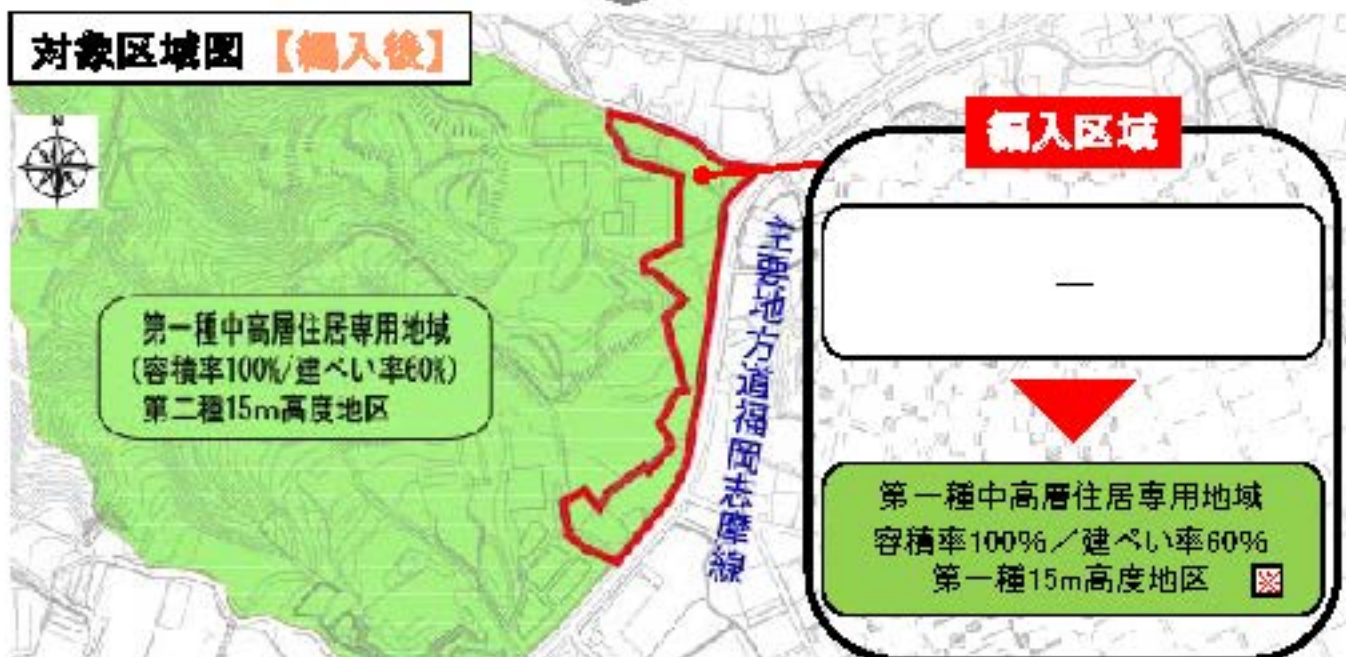 対象区域図 【編入後】
N
編入区域
—
主要地方道福岡志摩線
第一種中高層住居専用地域
(容積率100%/建ぺい率60%)
第二種15m高度地区
第一種中高層住居専用地域
容積率100%/建ぺい率60%
第一種15m高度地区 ※